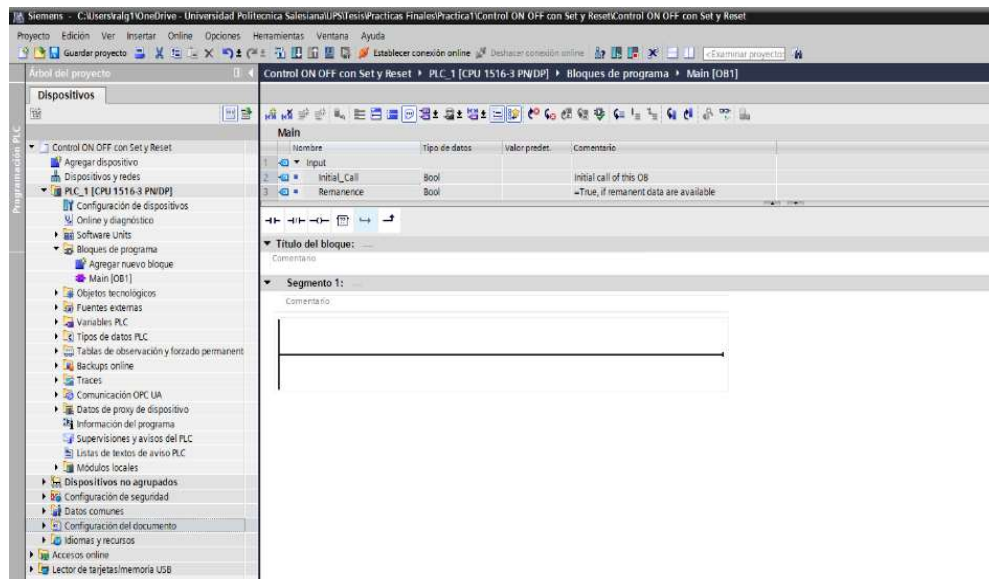 Siemens - C:\Users\ralg1\OneDrive - Universidad Politecnica Salesiana\UPS\Tesis\Practicas Finales\Practica1\Control ON OFF con Set y Reset\Control ON OFF con Set y Reset
Proyecto Edición Ver Insertar Online Opciones Herramientas Ventana Ayuda
Guardar proyecto Establecer conexión online Deshacer conexión online <Examinar proyecto>
Árbol del proyecto Control ON OFF con Set y Reset PLC_1 [CPU 1516-3 PN/DP] Bloques de programa Main [OB1]
Dispositivos
Programación PLC
Control ON OFF con Set y Reset
Agregar dispositivo
Dispositivos y redes
PLC_1 [CPU 1516-3 PN/DP]
Configuración de dispositivos
Online y diagnóstico
Software Units
Bloques de programa
Agregar nuevo bloque
Main [OB1]
Objetos tecnológicos
Fuentes externas
Variables PLC
Tipos de datos PLC
Tablas de observación y forzado permanent
Backups online
Traces
Comunicación OPC UA
Datos de proxy de dispositivo
Información del programa
Supervisiones y avisos del PLC
Listas de textos de aviso PLC
Módulos locales
Dispositivos no agrupados
Configuración de seguridad
Datos comunes
Configuración del documento
Idiomas y recursos
Accesos online
Lector de tarjetas/memoria USB
Main
Nombre Tipo de datos Valor predet. Comentario
1 Input
2 Initial_Call Bool Initial call of this OB
3 Remanence Bool =True, if remanent data are available
Título del bloque: .....
Comentario
Segmento 1: .....
Comentario